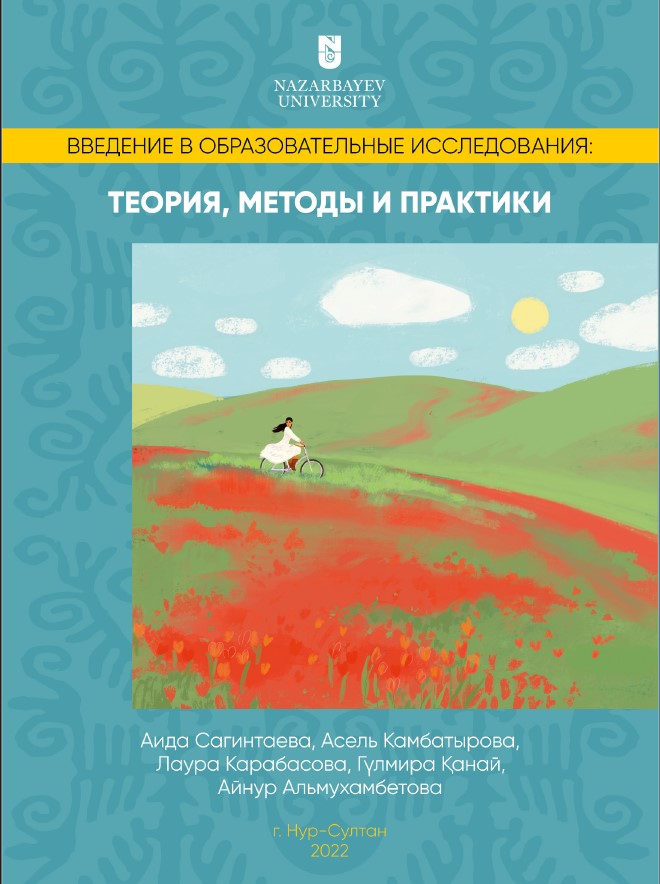 NAZARBAYEV
UNIVERSITY
ВВЕДЕНИЕ В ОБРАЗОВАТЕЛЬНЫЕ ИССЛЕДОВАНИЯ:
ТЕОРИЯ, МЕТОДЫ И ПРАКТИКИ
Аида Сагинтаева, Асель Камбатырова,
Лаура Карабасова, Гүлмира Қанай,
Айнур Альмухамбетова
г. Нур-Султан
2022